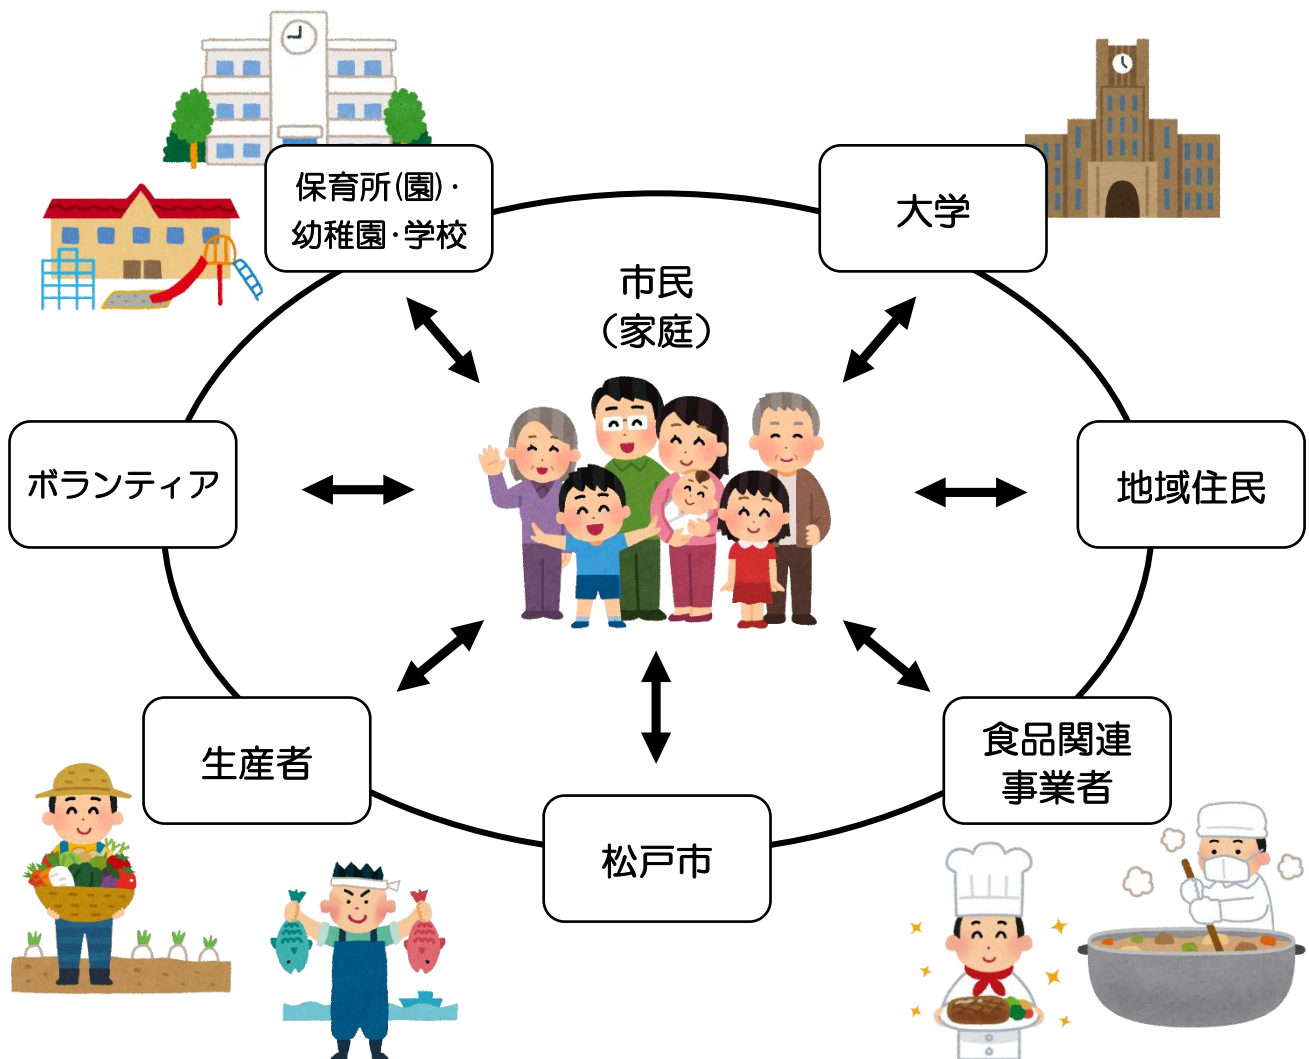 保育所(園)・
幼稚園・学校
大学
市民
(家庭)
ボランティア
地域住民
生産者
食品関連
事業者
松戸市